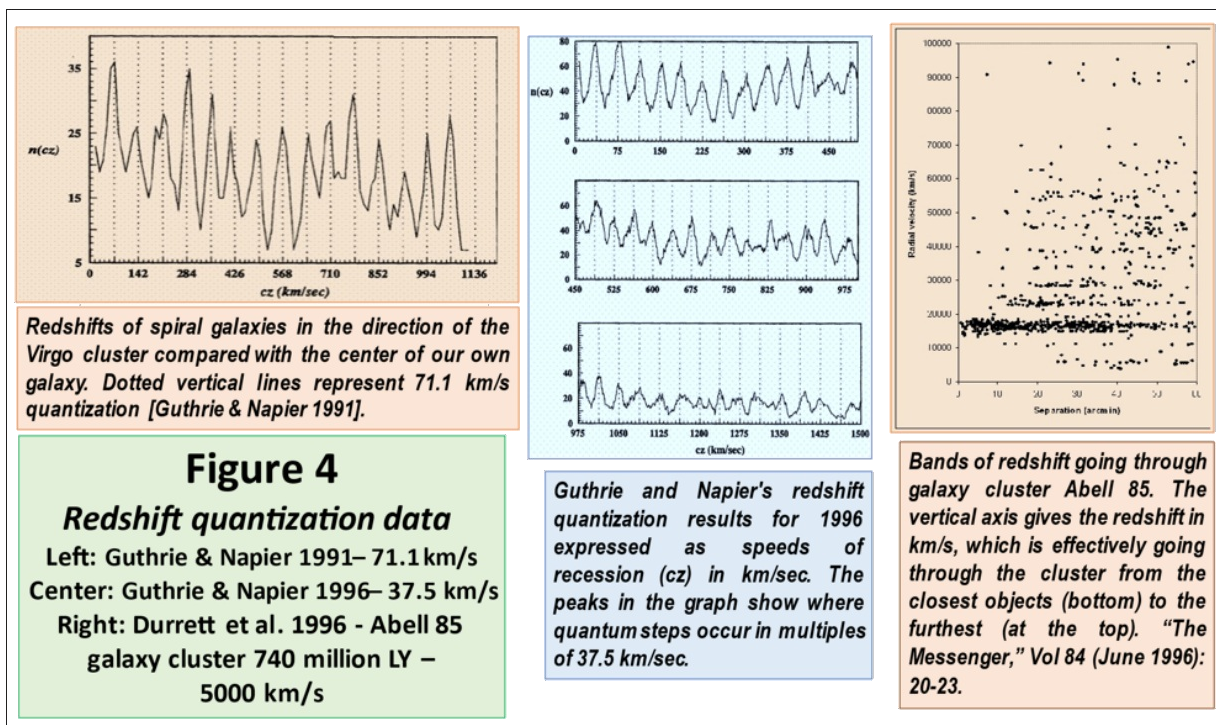 35
25
n(cz)
15
5
0 142 284 426 568 710 852 994 1136
cz (km/sec)
Redshifts of spiral galaxies in the direction of the
Virgo cluster compared with the center of our own
galaxy. Dotted vertical lines represent 71.1 km/s
quantization [Guthrie & Napier 1991].
Figure 4
Redshift quantization data
Left: Guthrie & Napier 1991– 71.1 km/s
Center: Guthrie & Napier 1996– 37.5 km/s
Right: Durrett et al. 1996 - Abell 85
galaxy cluster 740 million LY –
5000 km/s
80
60
n(cz)
40
20
0
0 75 150 225 300 375 450
60
40
20
0
450 525 600 675 750 825 900 975
60
40
20
0
975 1050 1125 1200 1275 1350 1425 1500
cz (km/sec)
Guthrie and Napier's redshift
quantization results for 1996
expressed as speeds of
recession (cz) in km/sec. The
peaks in the graph show where
quantum steps occur in multiples
of 37.5 km/sec.
100000
90000
80000
70000
60000
Radial velocity (km/s)
50000
40000
30000
20000
10000
0
0 10 20 30 40 50
Separation (arcmin)
Bands of redshift going through
galaxy cluster Abell 85. The
vertical axis gives the redshift in
km/s, which is effectively going
through the cluster from the
closest objects (bottom) to the
furthest (at the top). “The
Messenger,” Vol 84 (June 1996):
20-23.